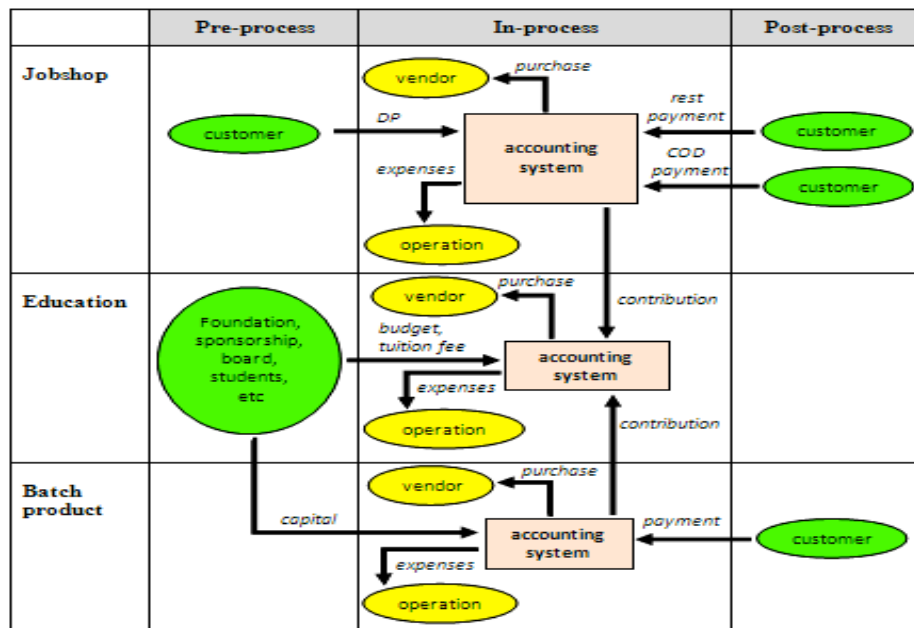 Pre-process
In-process
Post-process
Jobshop
vendor
purchase
customer
DP
accounting
system
rest
payment
customer
COD
payment
customer
expenses
operation
contribution
Education
vendor
purchase
Foundation,
sponsorship,
board,
students,
etc
budget,
tuition fee
accounting
system
expenses
operation
contribution
Batch
product
vendor
purchase
capital
accounting
system
payment
customer
expenses
operation